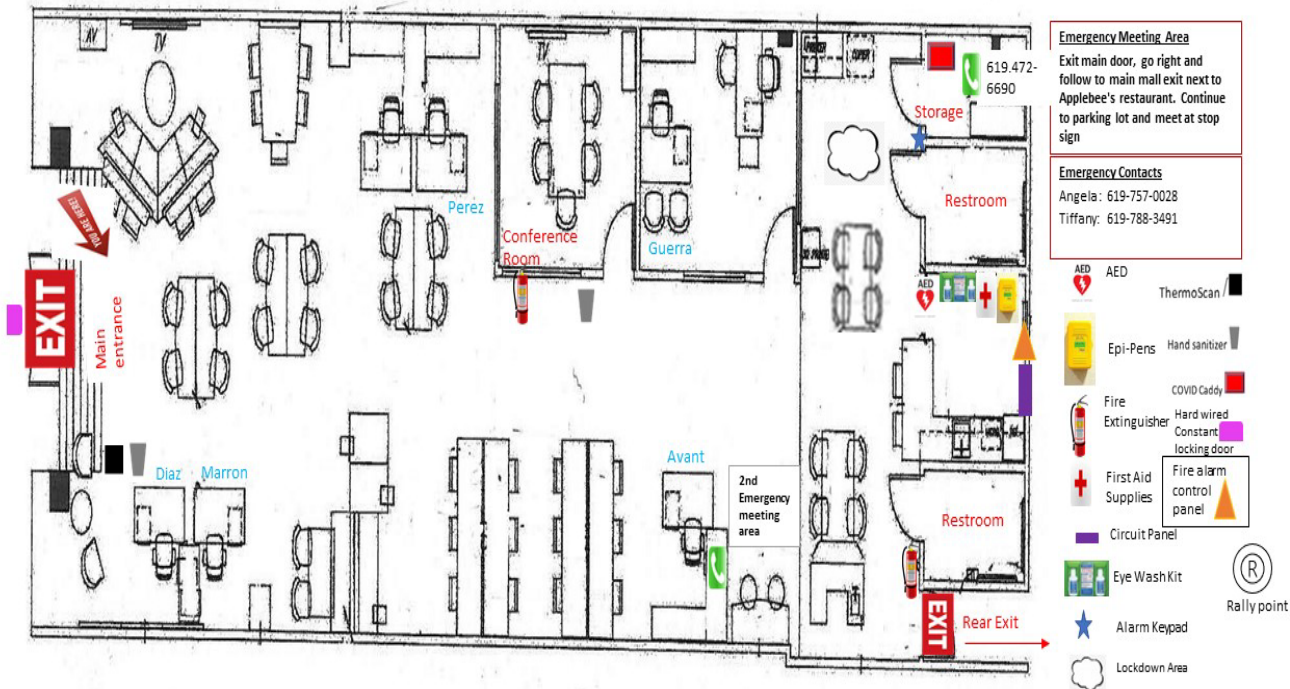 AV
TV
YOU ARE HERE!
EXIT
Main
entrance
Perez
TV
Conference
Room
Guerra
619.472-
6690
Storage
Restroom
AED
Diaz
Marron
Avant
2nd
Emergency
meeting
area
Restroom
EXIT
Rear Exit
Emergency Meeting Area
Exit main door, go right and
follow to main mall exit next to
Applebee's restaurant. Continue
to parking lot and meet at stop
sign
Emergency Contacts
Angela: 619-757-0028
Tiffany: 619-788-3491
AED
AED
Epi-Pens
Fire
Extinguisher
First Aid
Supplies
Circuit Panel
Eye Wash Kit
Alarm Keypad
Lockdown Area
ThermoScan
Hand sanitizer
COVID Caddy
Hard wired
Constant
locking door
Fire alarm
control
panel
R
Rally point